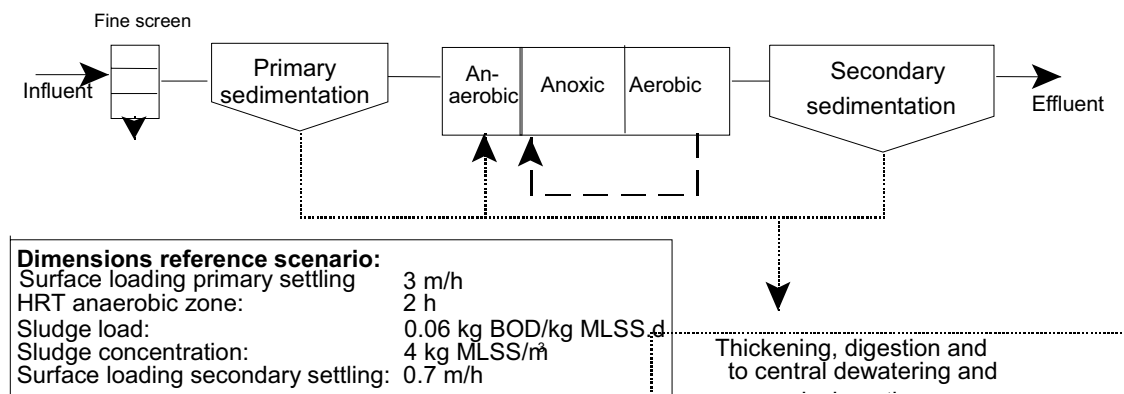 Fine screen
Influent
Primary
sedimentation
An-
aerobic
Anoxic
Aerobic
Secondary
sedimentation
Effluent
Dimensions reference scenario:
Surface loading primary settling 3 m/h
HRT anaerobic zone: 2 h
Sludge load: 0.06 kg BOD/kg MLSS.d
Sludge concentration: 4 kg MLSS/m³
Surface loading secondary settling: 0.7 m/h
Thickening, digestion and
to central dewatering and